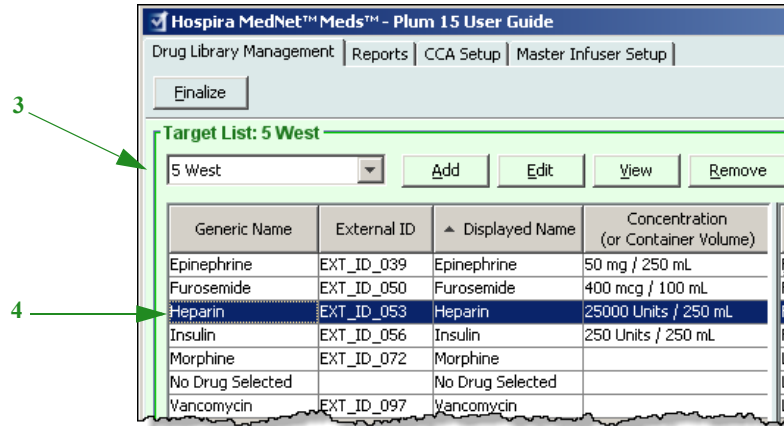 Hospira MedNet™ Meds™ - Plum 15 User Guide
Drug Library Management Reports CCA Setup Master Infuser Setup
Finalize
3
Target List: 5 West
5 West Add Edit View Remove
Generic Name External ID Displayed Name Concentration
(or Container Volume)
Epinephrine EXT_ID_039 Epinephrine 50 mg / 250 mL
Furosemide EXT_ID_050 Furosemide 400 mcg / 100 mL
4 Heparin EXT_ID_053 Heparin 25000 Units / 250 mL
Insulin EXT_ID_056 Insulin 250 Units / 250 mL
Morphine EXT_ID_072 Morphine
No Drug Selected No Drug Selected
Vancomycin EXT_ID_097 Vancomycin